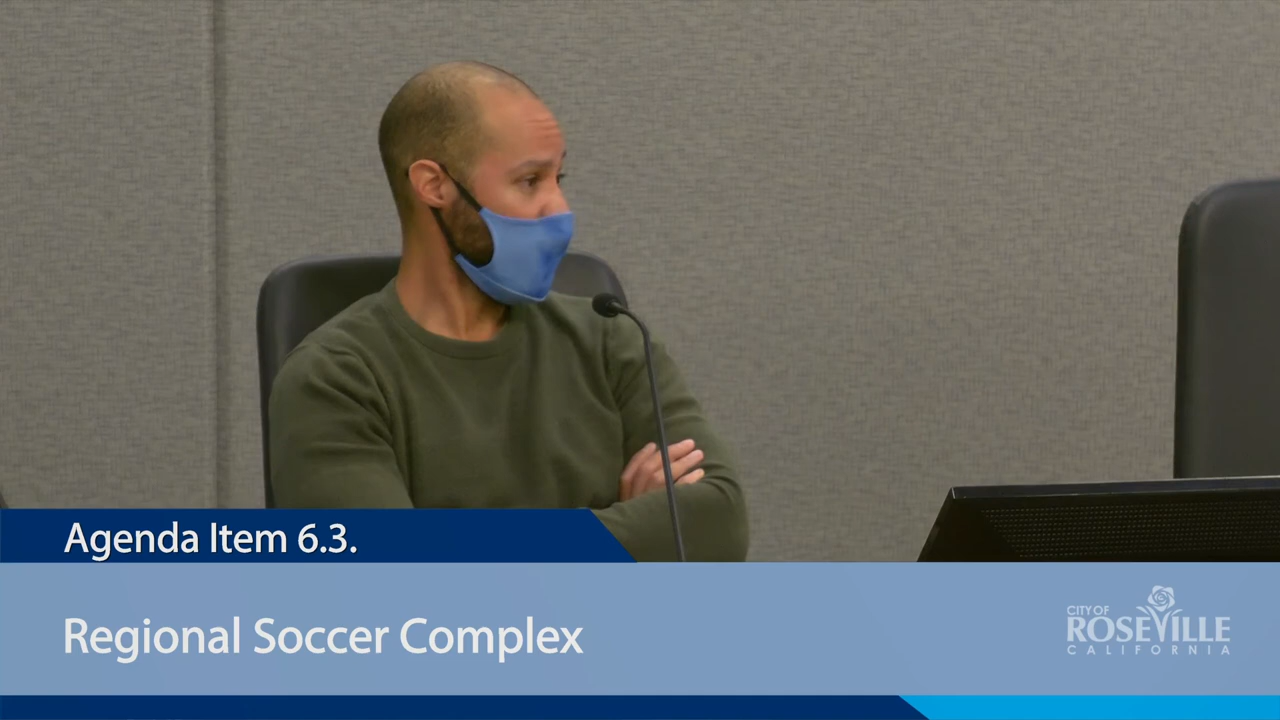 Agenda Item 6.3.
Regional Soccer Complex
CITY OF
ROSEVILLE
CALIFORNIA